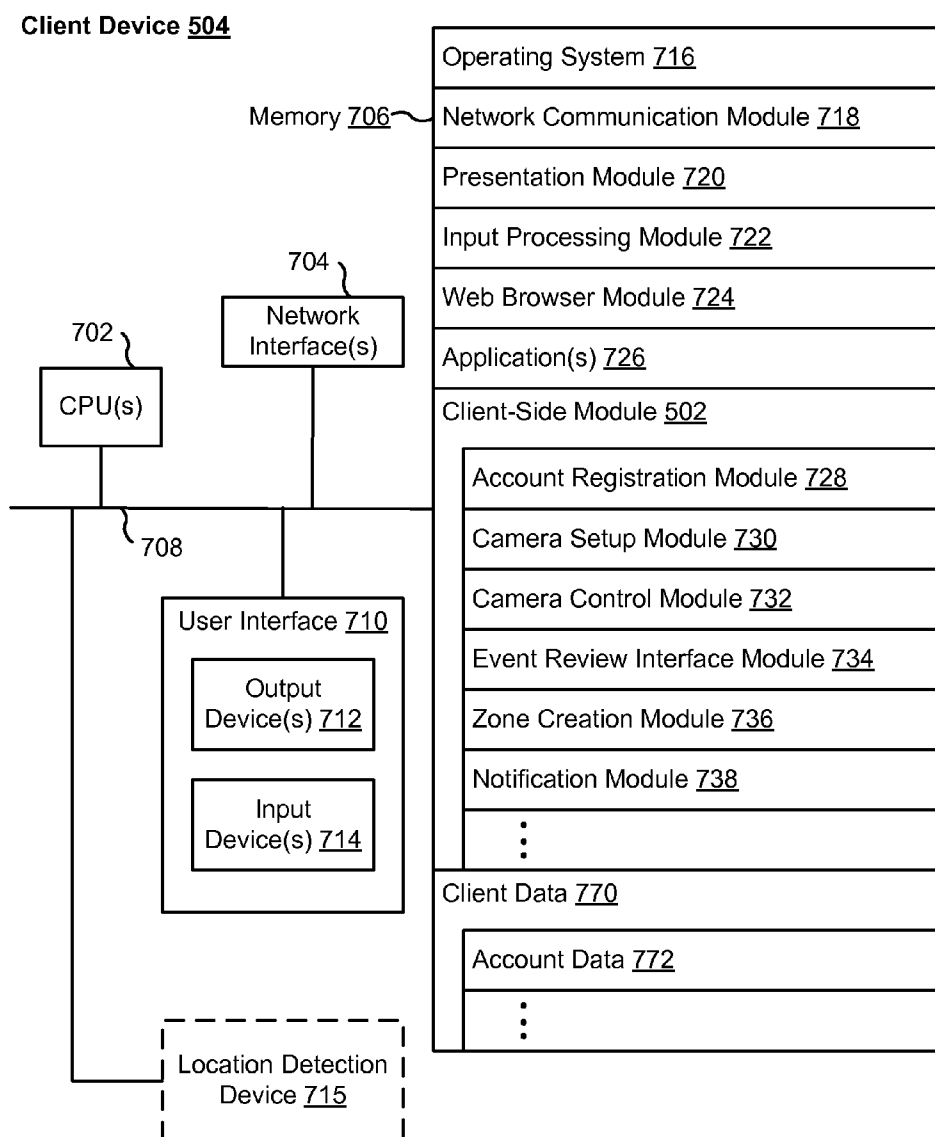 Client Device 504
Memory 706
Operating System 716
Network Communication Module 718
Presentation Module 720
Input Processing Module 722
Web Browser Module 724
Application(s) 726
Client-Side Module 502
Account Registration Module 728
Camera Setup Module 730
Camera Control Module 732
Event Review Interface Module 734
Zone Creation Module 736
Notification Module 738
Client Data 770
Account Data 772
704
Network
Interface(s)
702
CPU(s)
708
User Interface 710
Output
Device(s) 712
Input
Device(s) 714
Location Detection
Device 715